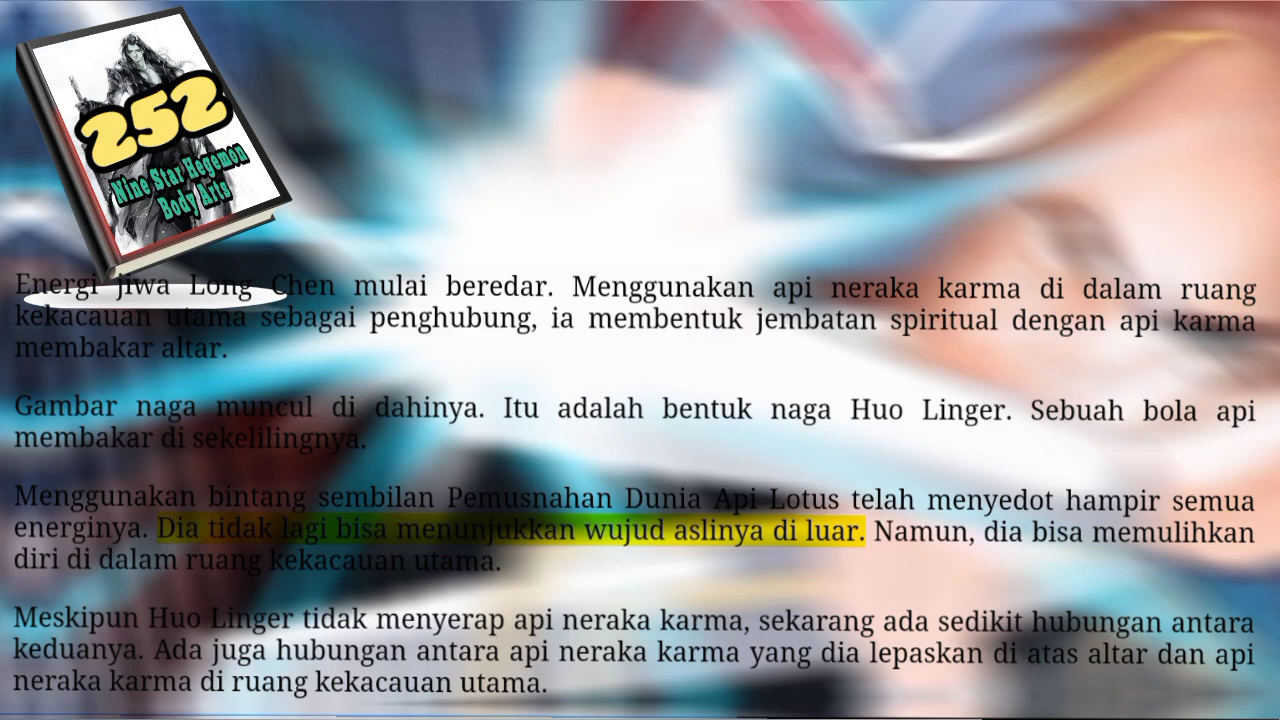 252
Nine Star Hegemon
Body Arts
Energi jiwa Long Chen mulai beredar. Menggunakan api neraka karma di dalam ruang
kekacauan utama sebagai penghubung, ia membentuk jembatan spiritual dengan api karma
membakar altar.
Gambar naga muncul di dahinya. Itu adalah bentuk naga Huo Linger. Sebuah bola api
membakar di sekelilingnya.
Menggunakan bintang sembilan Pemusnahan Dunia Api Lotus telah menyedot hampir semua
energinya. Dia tidak lagi bisa menunjukkan wujud aslinya di luar. Namun, dia bisa memulihkan
diri di dalam ruang kekacauan utama.
Meskipun Huo Linger tidak menyerap api neraka karma, sekarang ada sedikit hubungan antara
keduanya. Ada juga hubungan antara api neraka karma yang dia lepaskan di atas altar dan api
neraka karma di ruang kekacauan utama.